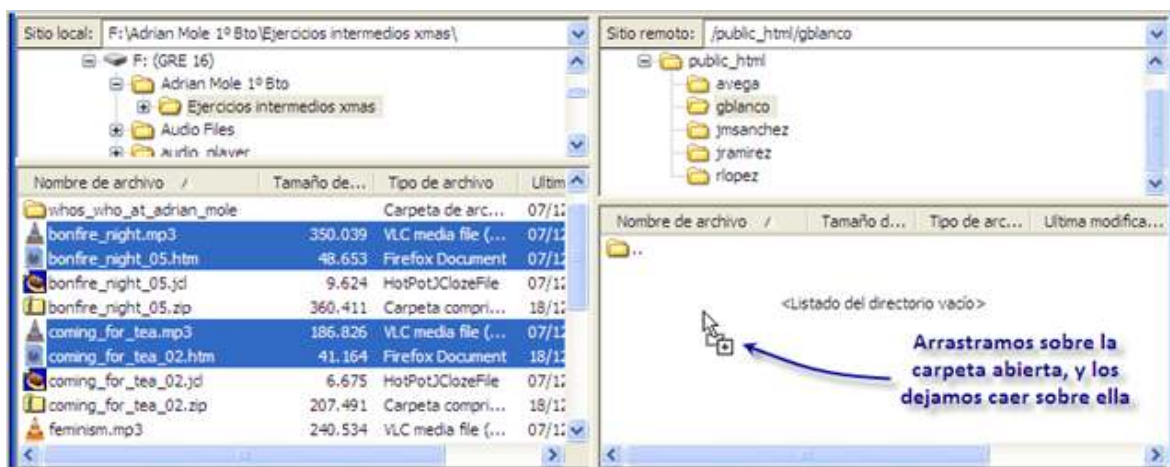 Sitio local: F:\Adrian Mole 1º Bto\Ejercicios intermedios xmas\
F: (GRE 16)
Adrian Mole 1º Bto
Ejercicios intermedios xmas
Audio Files
audio_player
Nombre de archivo / Tamaño de... Tipo de archivo Ultim
whos_who_at_adrian_mole Carpeta de arc... 07/12
bonfire_night.mp3 350.039 VLC media file (... 07/12
bonfire_night_05.htm 48.653 Firefox Document 07/12
bonfire_night_05.jcl 9.624 HotPotJClozeFile 07/12
bonfire_night_05.zip 360.411 Carpeta compri... 18/12
coming_for_tea.mp3 186.826 VLC media file (... 07/12
coming_for_tea_02.htm 41.164 Firefox Document 18/12
coming_for_tea_02.jcl 6.675 HotPotJClozeFile 07/12
coming_for_tea_02.zip 207.491 Carpeta compri... 18/12
feminism.mp3 240.534 VLC media file (... 07/12
Sitio remoto: /public_html/gblanco
public_html
avega
gblanco
jmsanchez
jramirez
rlopez
Nombre de archivo / Tamaño d... Tipo de arc... Ultima modifica...
..
<Listado del directorio vacío>
Arrastramos sobre la
carpeta abierta, y los
dejamos caer sobre ella